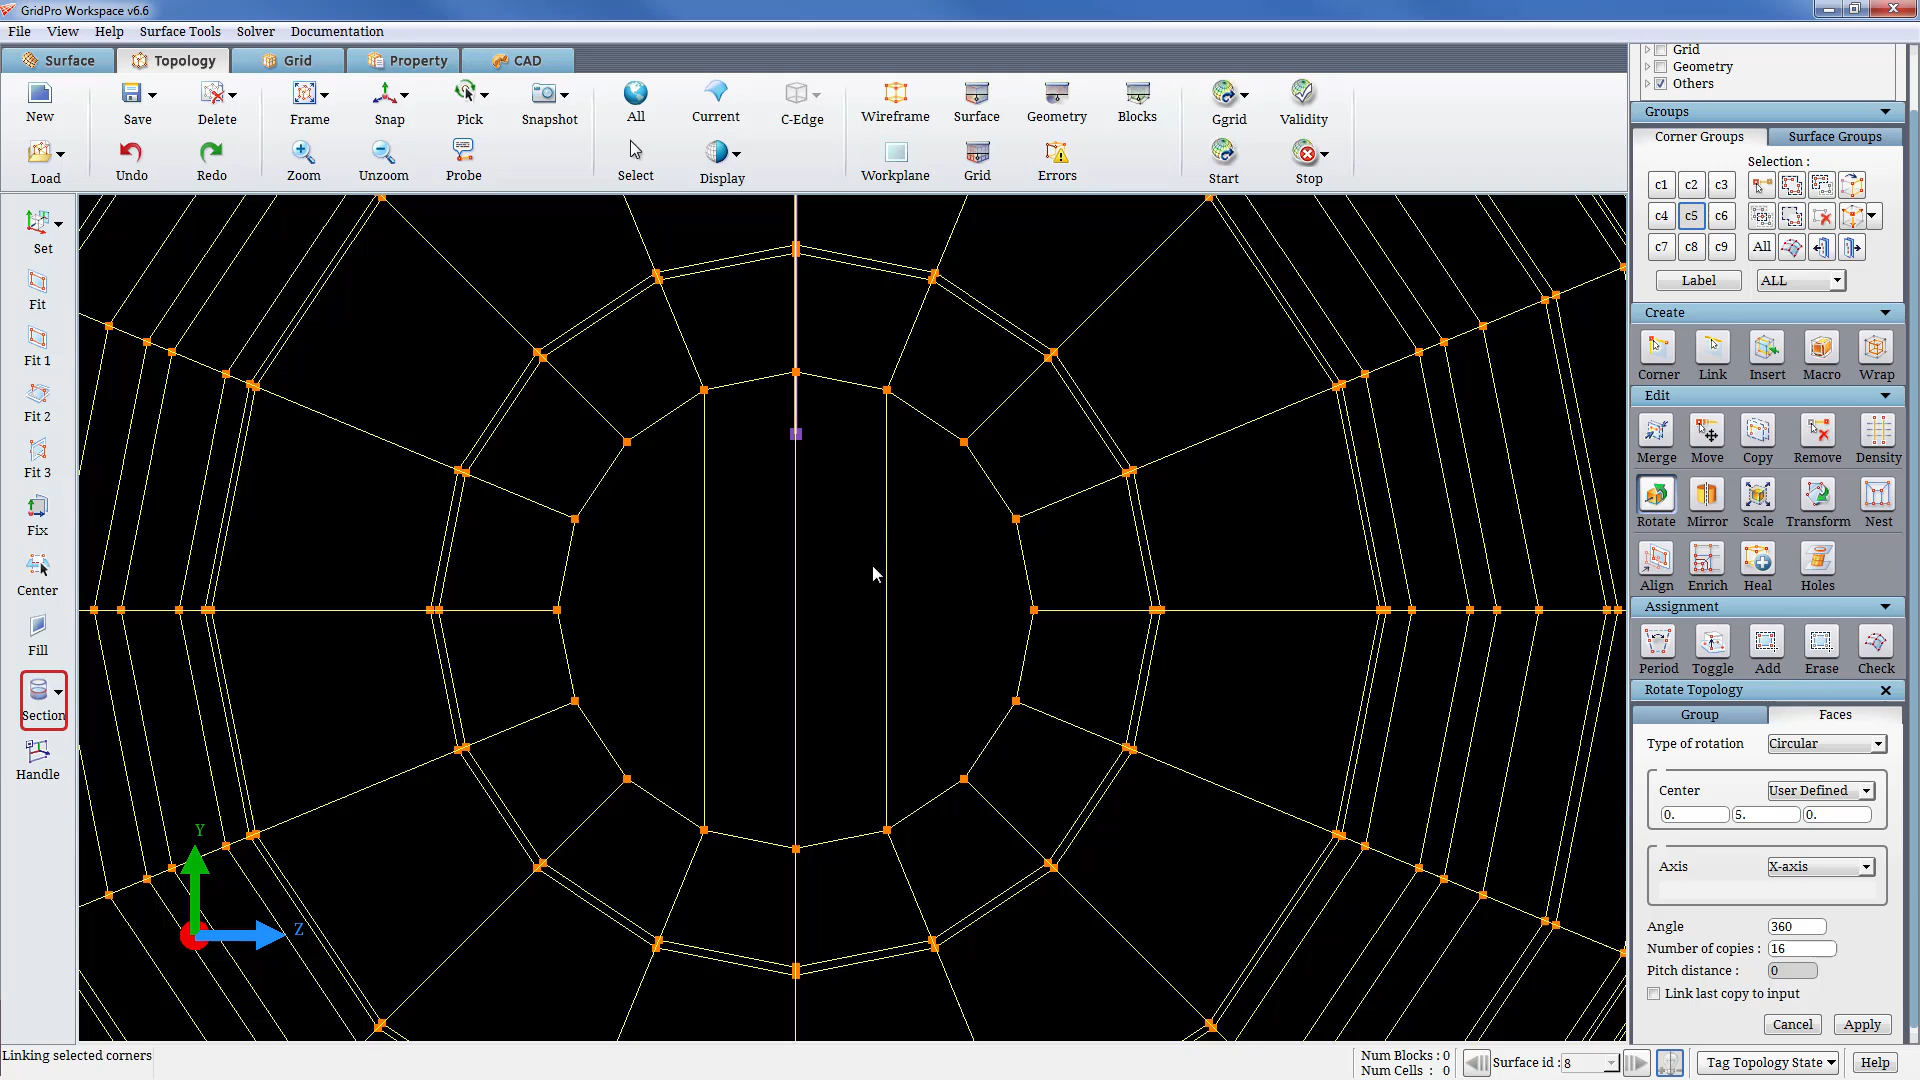 GridPro Workspace v6.6
File View Help Surface Tools Solver Documentation
Surface Topology Grid Property CAD
New Save Delete Frame Snap Pick Snapshot All Current C-Edge Wireframe Surface Geometry Blocks Ggrid Validity
Load Undo Redo Zoom Unzoom Probe Select Display Workplane Grid Errors Start Stop
Set
Fit
Fit 1
Fit 2
Fit 3
Fix
Center
Fill
Section
Handle
Y
Z
Grid
Geometry
Others
Groups
Corner Groups Surface Groups
Selection :
c1 c2 c3
c4 c5 c6
c7 c8 c9 All
Label ALL
Create
Corner Link Insert Macro Wrap
Edit
Merge Move Copy Remove Density
Rotate Mirror Scale Transform Nest
Align Enrich Heal Holes
Assignment
Period Toggle Add Erase Check
Rotate Topology
Group Faces
Type of rotation Circular
Center User Defined
0. 5. 0.
Axis X-axis
Angle 360
Number of copies : 16
Pitch distance : 0
Link last copy to input
Cancel Apply
Linking selected corners
Num Blocks : 0
Num Cells : 0
Surface id : 8
Tag Topology State
Help